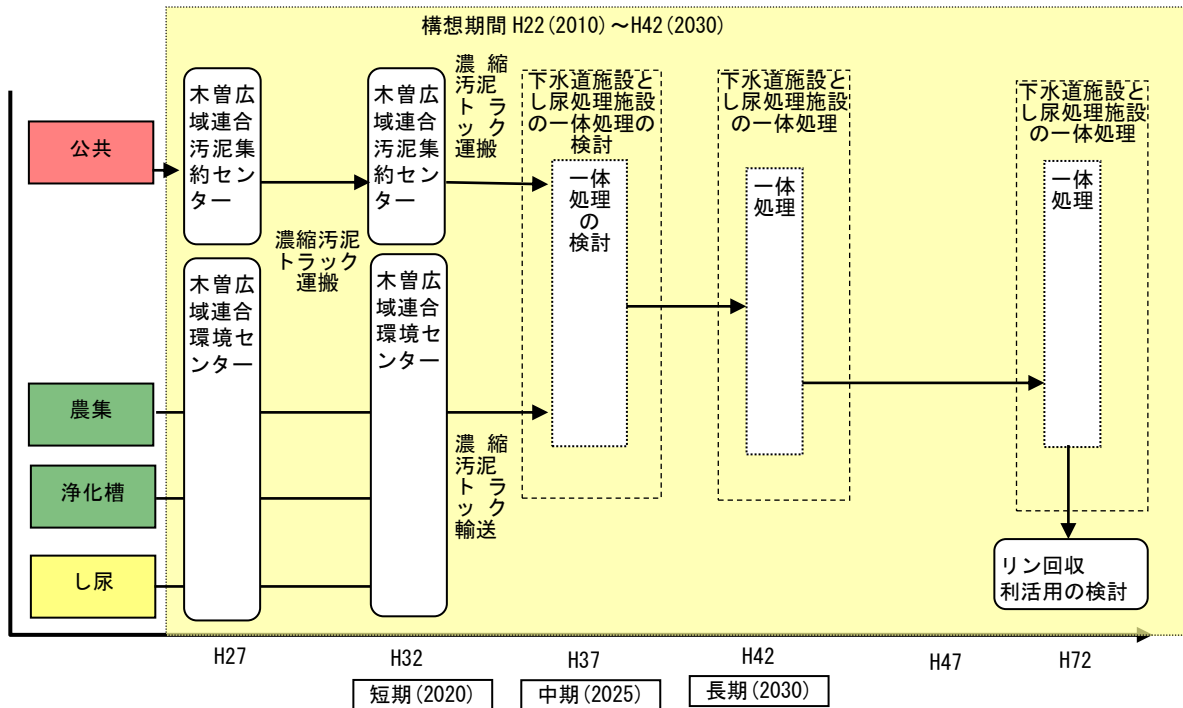 構想期間 H22(2010)～H42(2030)
公共
農集
浄化槽
し尿
木曽広
域連合
汚泥集
約セン
ター
木曽広
域連合
環境セ
ンター
濃縮汚泥
トラック
運搬
木曽広
域連合
汚泥集
約セン
ター
木曽広
域連合
環境セ
ンター
濃縮
汚泥
トラ
ック
運搬
濃縮
汚泥
トラ
ック
輸送
下水道施設と
し尿処理施設
の一体処理の
検討
一体
処理
の
検討
下水道施設と
し尿処理施設
の一体処理
一体
処理
下水道施設と
し尿処理施設
の一体処理
一体
処理
リン回収
利活用の検討
H27
H32
H37
H42
H47
H72
短期(2020)
中期(2025)
長期(2030)